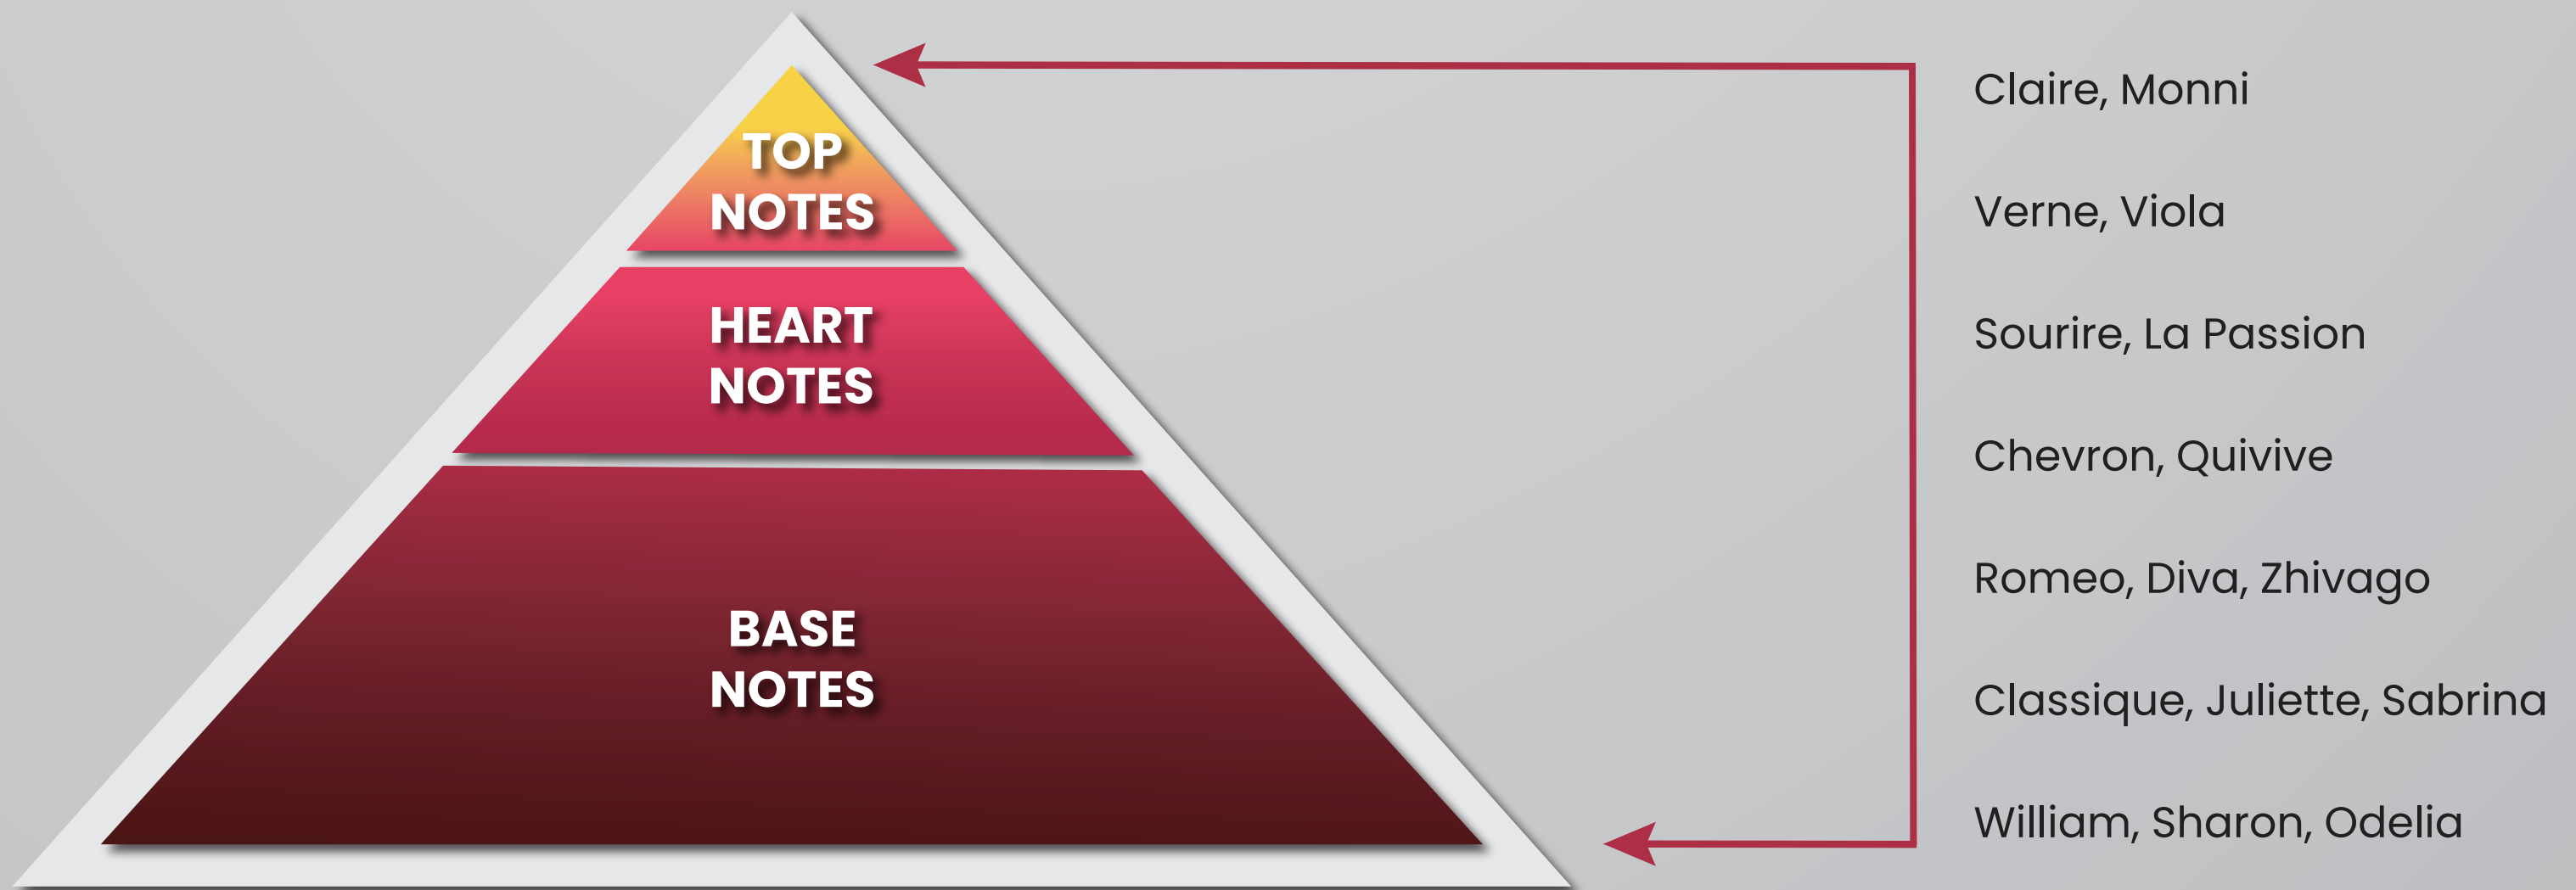 TOP
NOTES
HEART
NOTES
BASE
NOTES
Claire, Monni
Verne, Viola
Sourire, La Passion
Chevron, Quivive
Romeo, Diva, Zhivago
Classique, Juliette, Sabrina
William, Sharon, Odelia